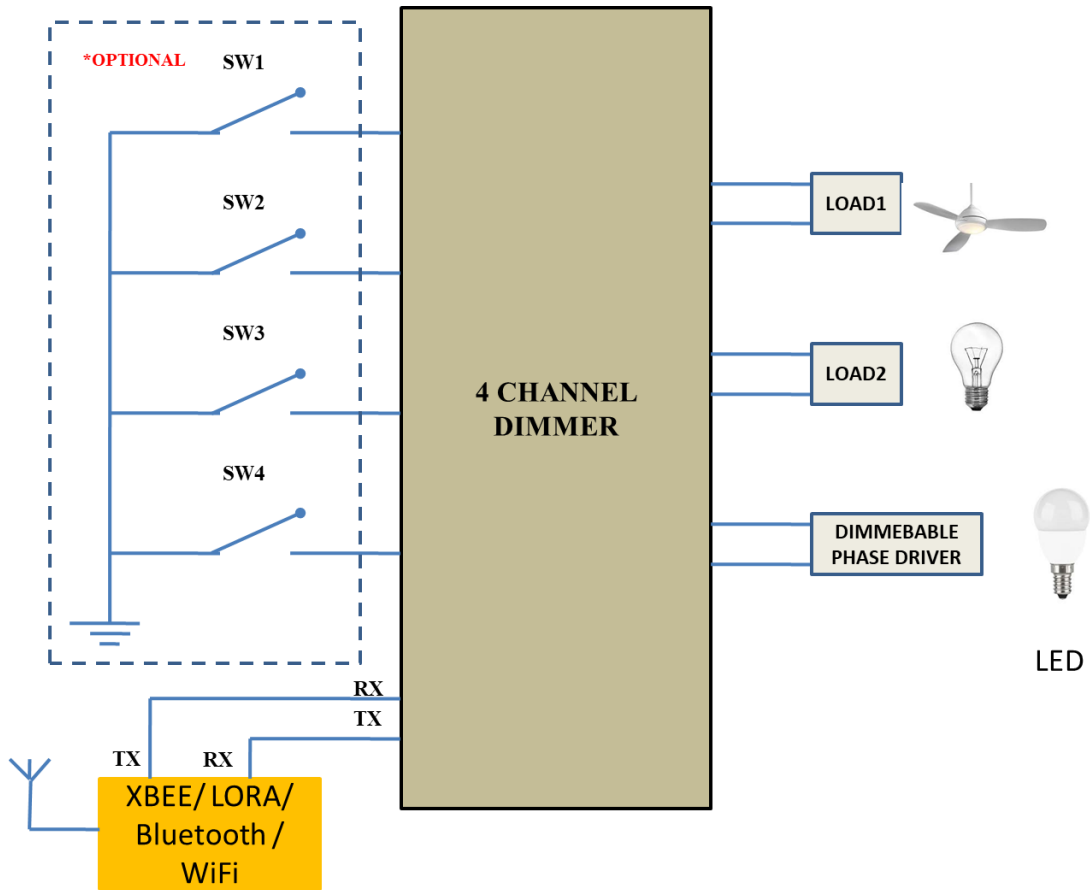 *OPTIONAL
SW1
SW2
SW3
SW4
4 CHANNEL
DIMMER
LOAD1
LOAD2
DIMMEBABLE
PHASE DRIVER
LED
RX
TX
TX
RX
XBEE/ LORA/
Bluetooth /
WiFi